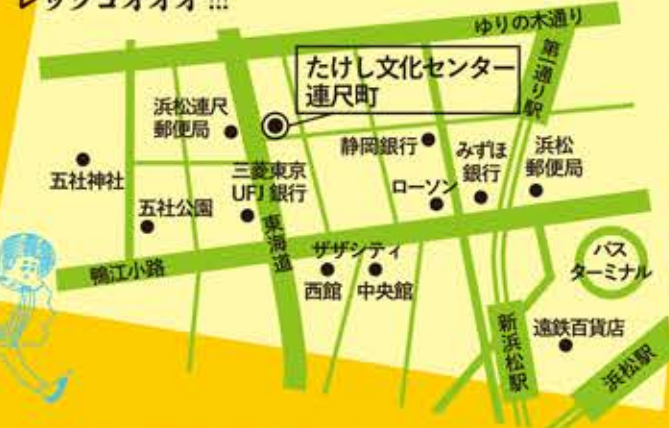 レッツゴオオオ!!!
ゆりの木通り
第一通り駅
たけし文化センター
連尺町
浜松連尺
郵便局
静岡銀行
みずほ
銀行
浜松
郵便局
五社神社
三菱東京
UFJ 銀行
ローソン
五社公園
東海道
ザザシティ
西館
中央館
バス
ターミナル
鴨江小路
新浜松駅
遠鉄百貨店
浜松駅